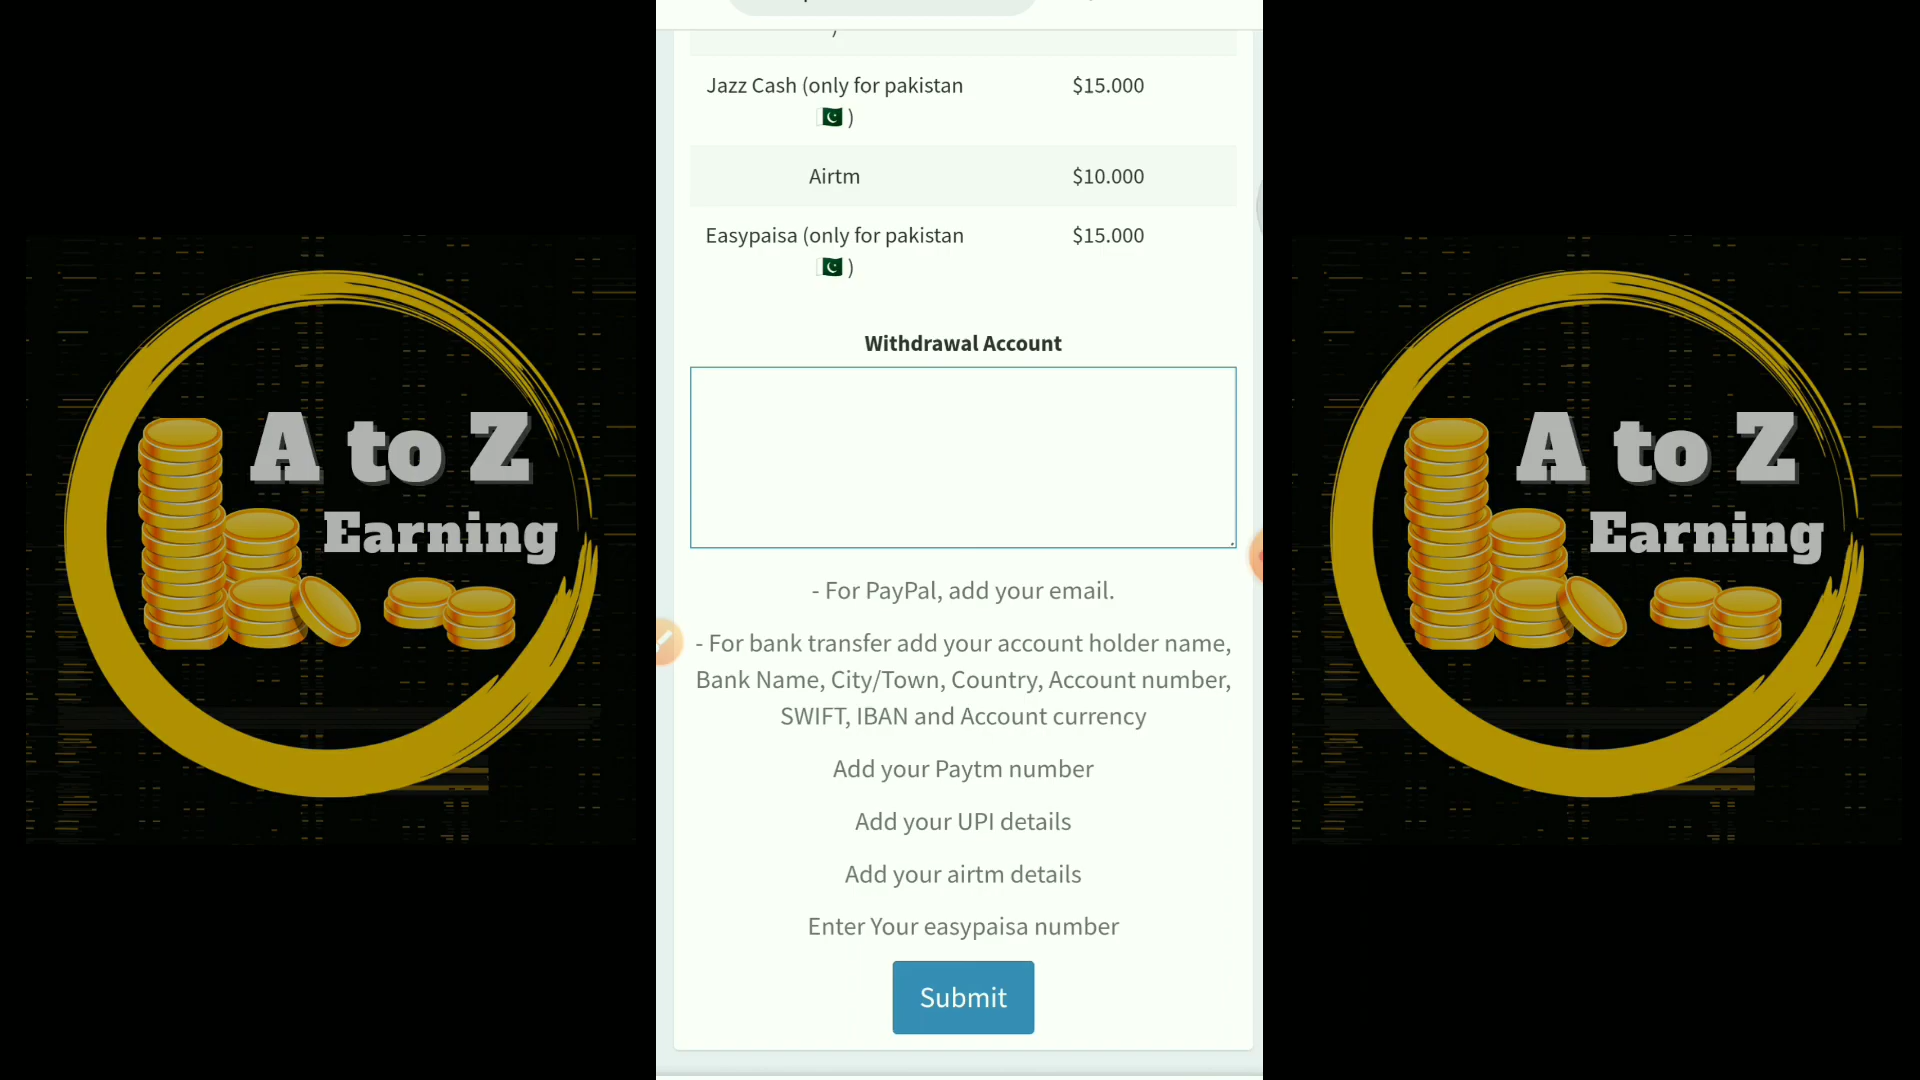 Jazz Cash (only for pakistan
🇵🇰 )
$15.000
Airtm
$10.000
Easypaisa (only for pakistan
🇵🇰 )
$15.000
Withdrawal Account
- For PayPal, add your email.
- For bank transfer add your account holder name,
Bank Name, City/Town, Country, Account number,
SWIFT, IBAN and Account currency
Add your Paytm number
Add your UPI details
Add your airtm details
Enter Your easypaisa number
Submit
A to Z
Earning
A to Z
Earning